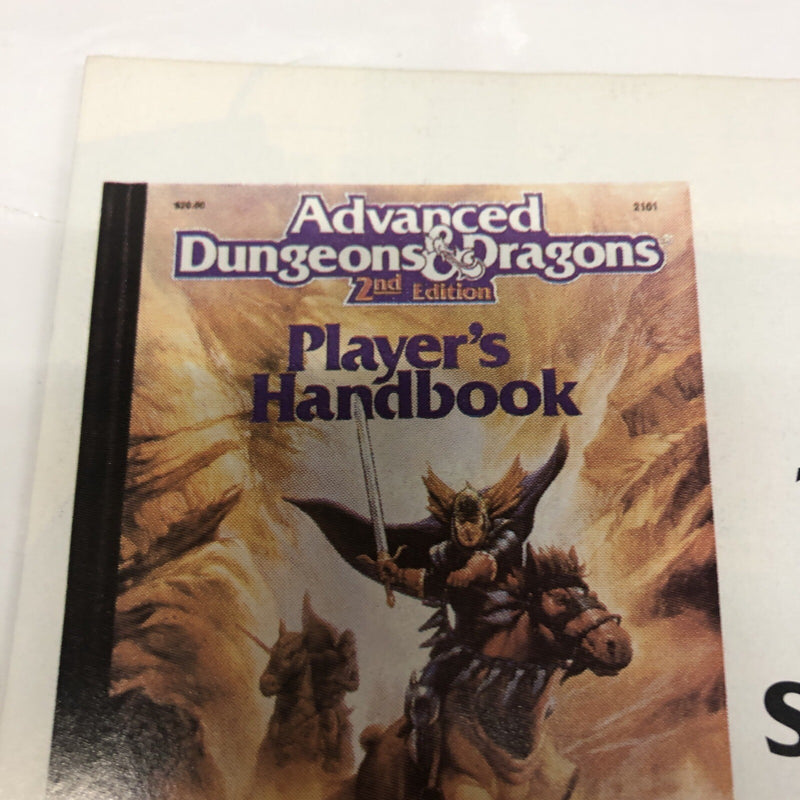 $20.00
2101
Advanced
Dungeons & Dragons
2nd Edition
Player's
Handbook
S